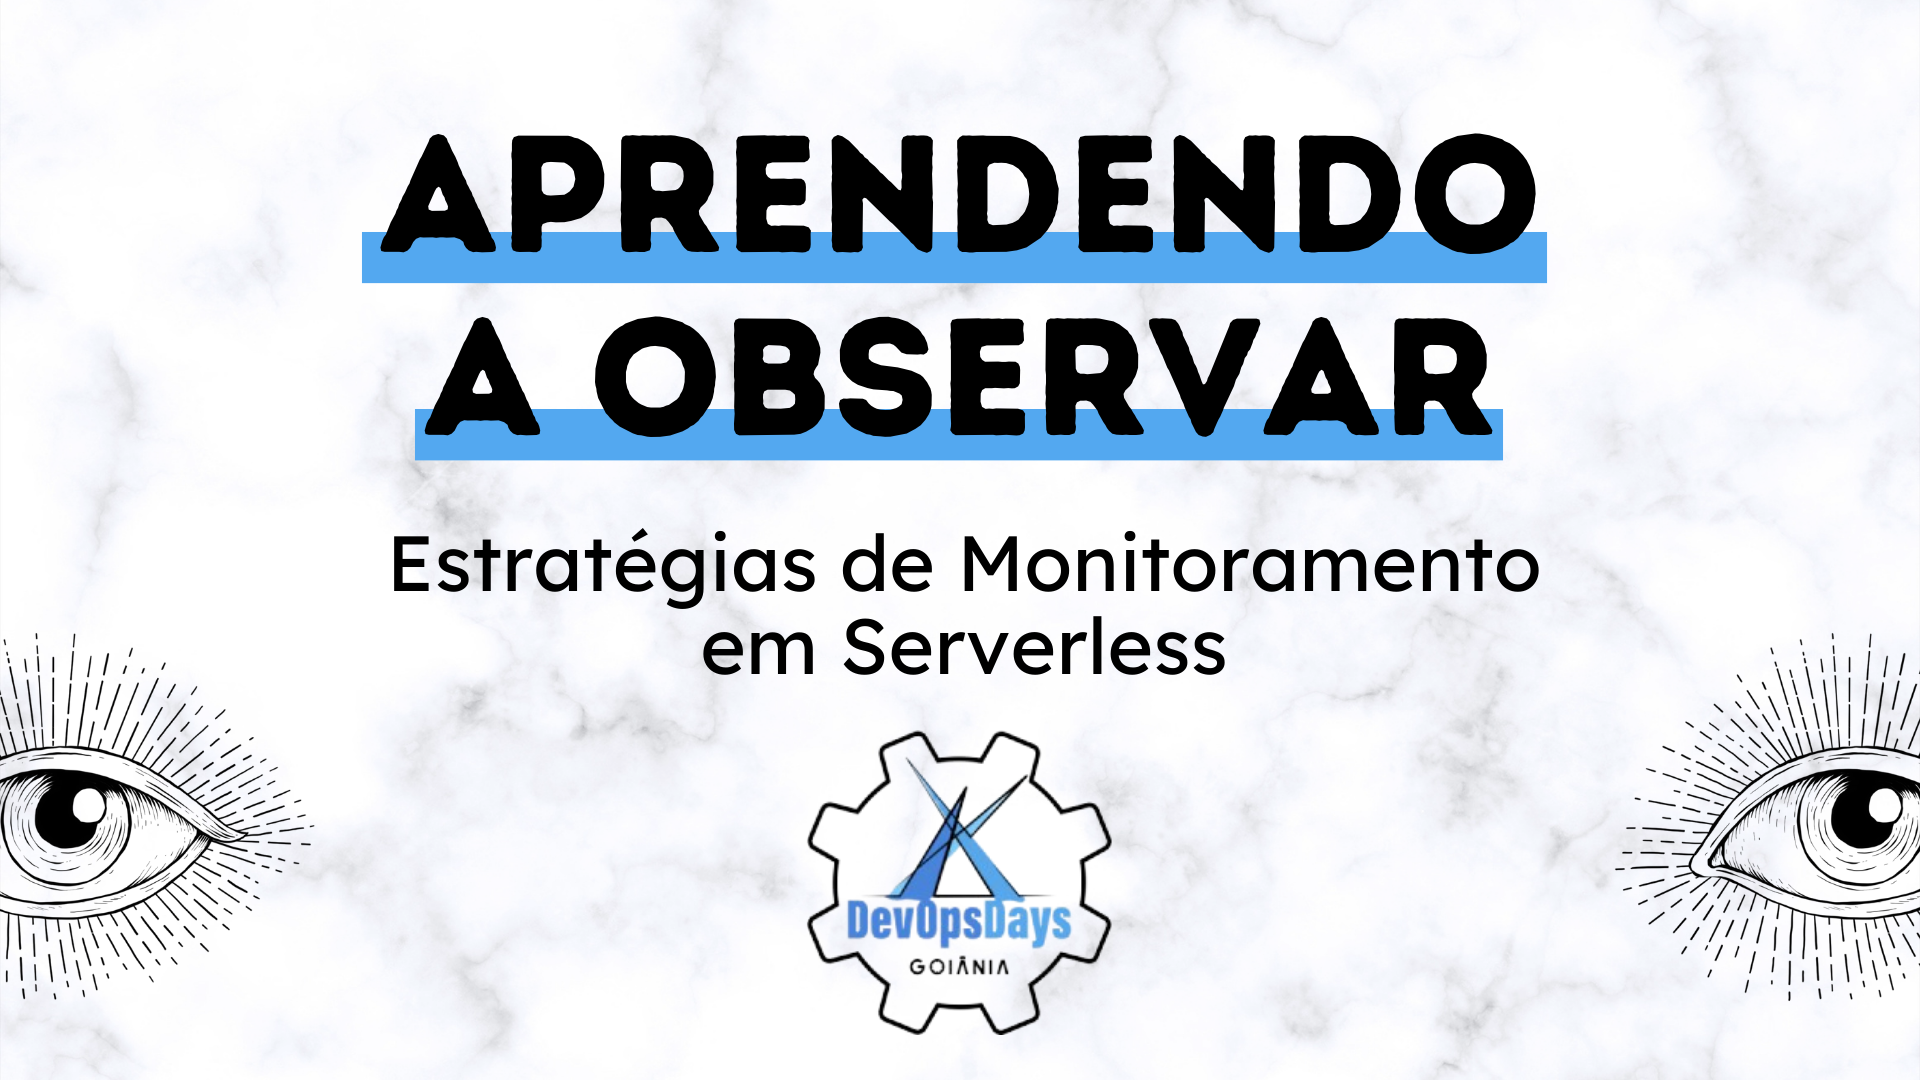 APRENDENDO
A OBSERVAR
Estratégias de Monitoramento
em Serverless
DevOpsDays
GOIÂNIA